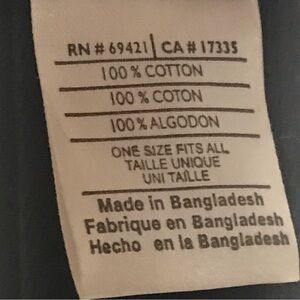 RN # 69421 | CA # 17335
100% COTTON
100% COTON
100% ALGODON
ONE SIZE FITS ALL
TAILLE UNIQUE
UNI TAILLE
Made in Bangladesh
Fabrique en Bangladesh
Hecho en la Bangladesh